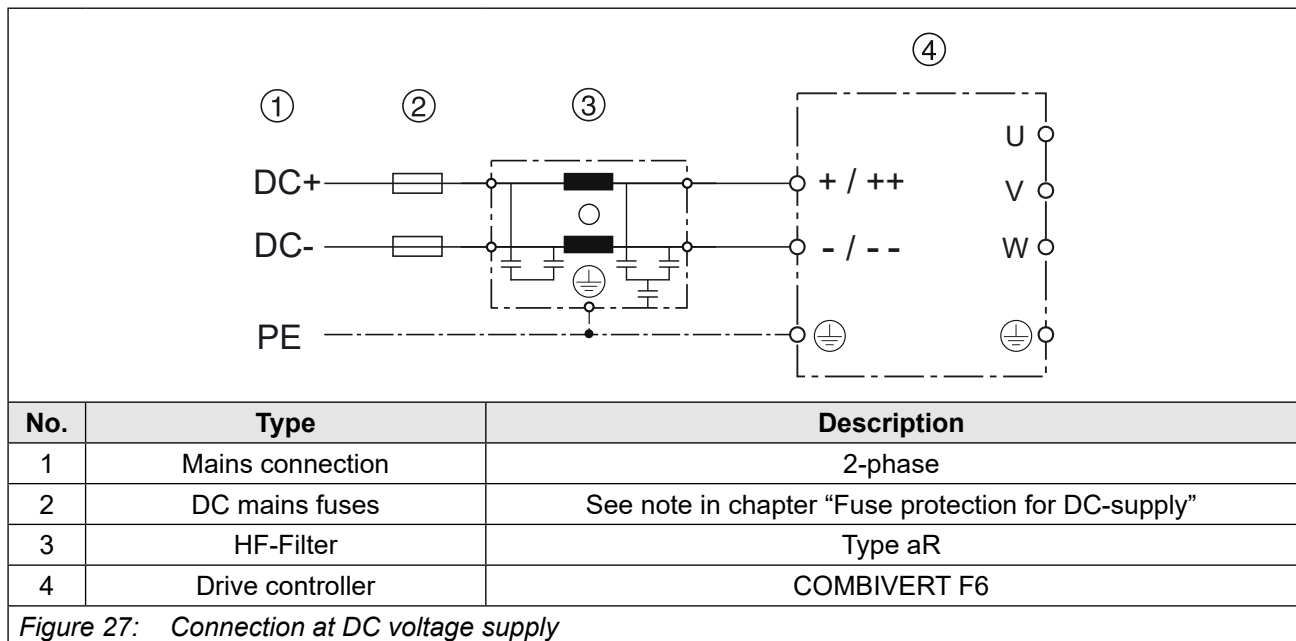 ① ② ③ ④
DC+
DC-
PE
+ / ++
- / - -
U
V
W
No. Type Description
1 Mains connection 2-phase
2 DC mains fuses See note in chapter “Fuse protection for DC-supply”
3 HF-Filter Type aR
4 Drive controller COMBIVERT F6
Figure 27: Connection at DC voltage supply